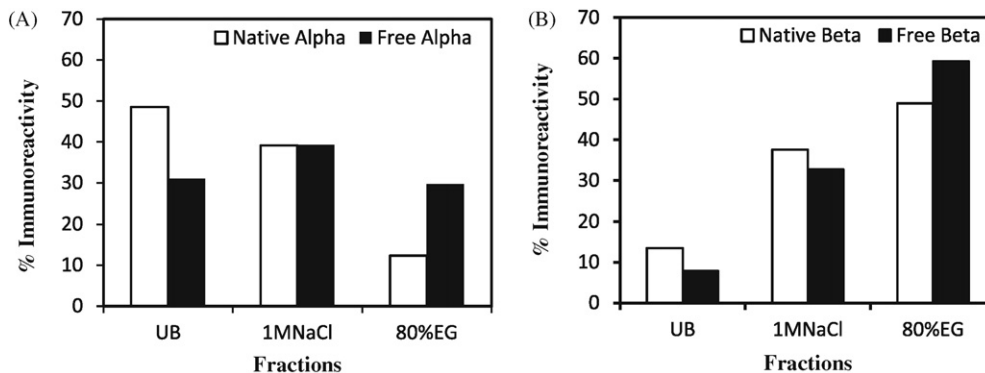 (A)
70
60
50
40
30
20
10
0
% Immunoreactivity
Native Alpha Free Alpha
UB 1MNaCl 80%EG
Fractions
(B)
70
60
50
40
30
20
10
0
% Immunoreactivity
Native Beta Free Beta
UB 1MNaCl 80%EG
Fractions